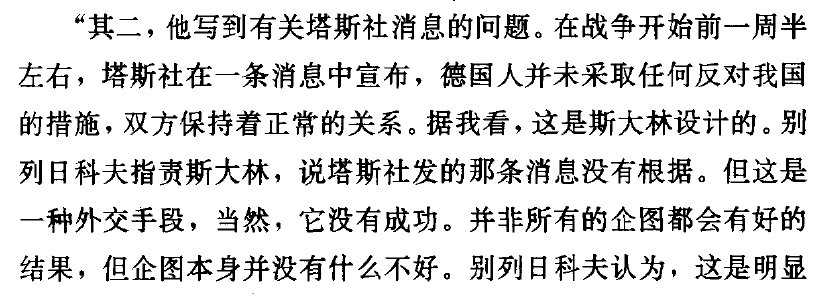 “其二，他写到有关塔斯社消息的问题。在战争开始前一周半
左右，塔斯社在一条消息中宣布，德国人并未采取任何反对我国
的措施，双方保持着正常的关系。据我看，这是斯大林设计的。别
列日科夫指责斯大林，说塔斯社发的那条消息没有根据。但这是
一种外交手段，当然，它没有成功。并非所有的企图都会有好的
结果，但企图本身并没有什么不好。别列日科夫认为，这是明显